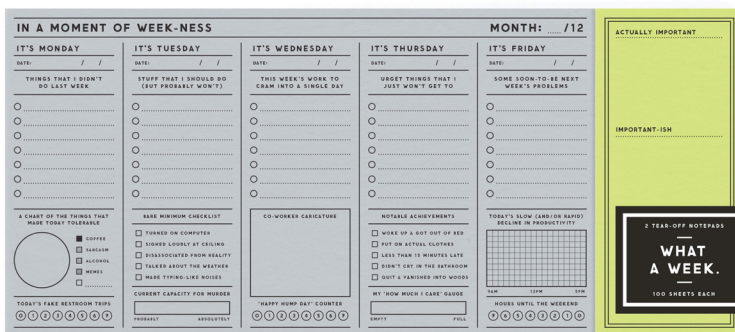 IN A MOMENT OF WEEK-NESS
MONTH: ...../12
IT'S MONDAY
DATE: / /
THINGS THAT I DIDN'T
DO LAST WEEK
A CHART OF THE THINGS THAT
MADE TODAY TOLERABLE
COFFEE
SARCASM
ALCOHOL
MEMES
TODAY'S FAKE RESTROOM TRIPS
0 1 2 3 4 5 6 ?
IT'S TUESDAY
DATE: / /
STUFF THAT I SHOULD DO
(BUT PROBABLY WON'T)
BARE MINIMUM CHECKLIST
TURNED ON COMPUTER
SIGHED LOUDLY AT CEILING
DISASSOCIATED FROM REALITY
TALKED ABOUT THE WEATHER
MADE TYPING-LIKE NOISES
CURRENT CAPACITY FOR MURDER
PROBABLY ABSOLUTELY
IT'S WEDNESDAY
DATE: / /
THIS WEEK'S WORK TO
CRAM INTO A SINGLE DAY
CO-WORKER CARICATURE
"HAPPY HUMP DAY" COUNTER
0 1 2 3 4 5 6 ?
IT'S THURSDAY
DATE: / /
URGET THINGS THAT I
JUST WON'T GET TO
NOTABLE ACHIEVEMENTS
WOKE UP & GOT OUT OF BED
PUT ON ACTUAL CLOTHES
LESS THAN 15 MINUTES LATE
DIDN'T CRY IN THE BATHROOM
QUIT & VANISHED INTO WOODS
MY "HOW MUCH I CARE" GAUGE
EMPTY FULL
IT'S FRIDAY
DATE: / /
SOME SOON-TO-BE NEXT
WEEK'S PROBLEMS
TODAY'S SLOW (AND/OR RAPID)
DECLINE IN PRODUCTIVITY
9AM 12PM 5PM
HOURS UNTIL THE WEEKEND
6 5 4 3 2 1 0
ACTUALLY IMPORTANT
IMPORTANT-ISH
2 TEAR-OFF NOTEPADS
WHAT
A WEEK.
100 SHEETS EACH